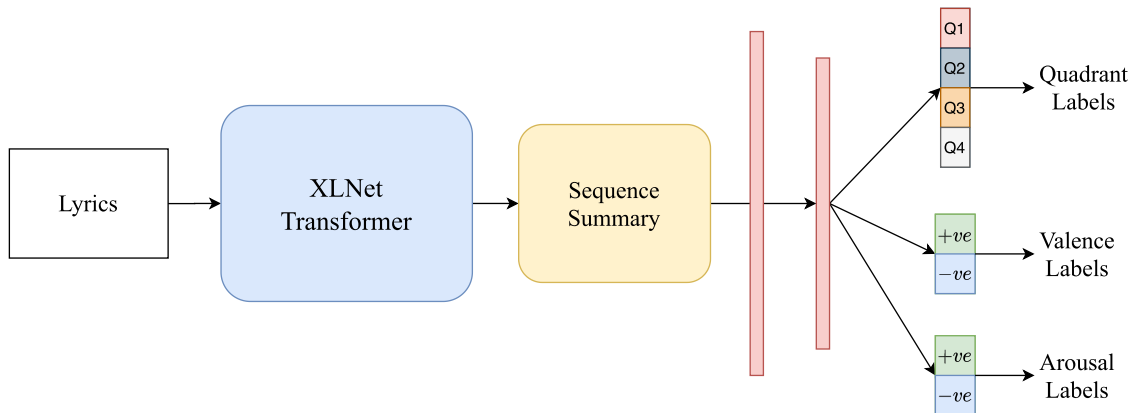 Lyrics
XLNet
Transformer
Sequence
Summary
Q1
Q2
Q3
Q4
Quadrant
Labels
+ve
−ve
Valence
Labels
+ve
−ve
Arousal
Labels